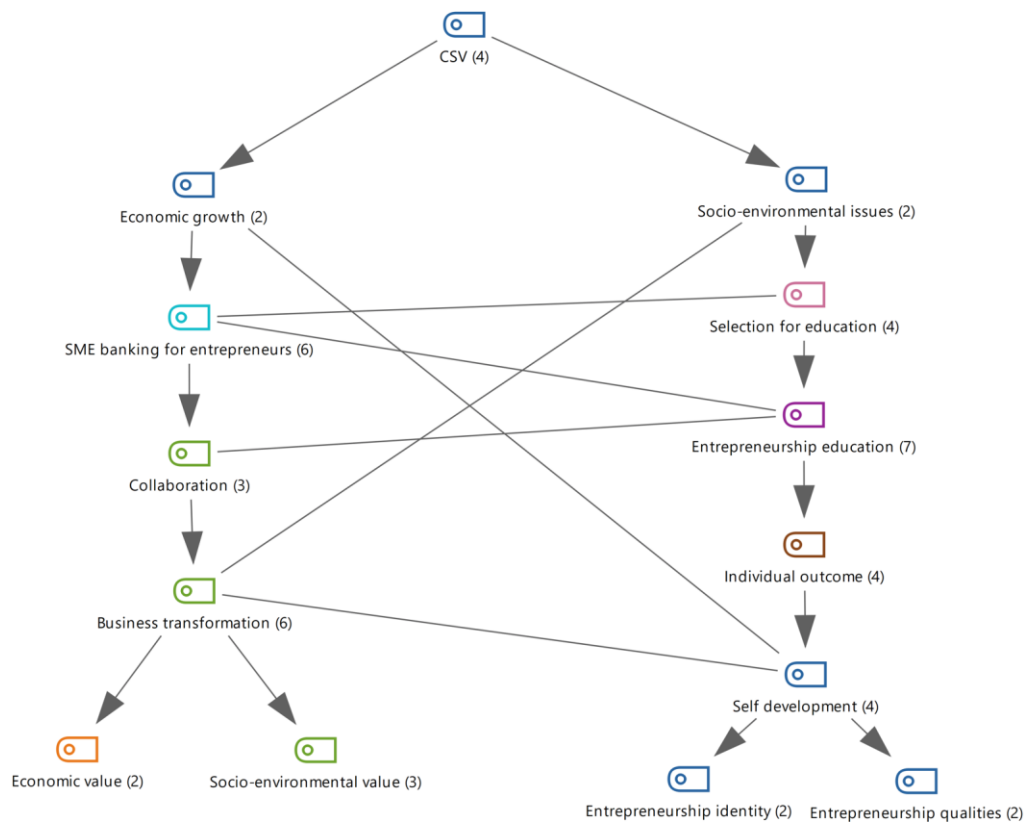 CSV (4)
Economic growth (2)
Socio-environmental issues (2)
SME banking for entrepreneurs (6)
Selection for education (4)
Collaboration (3)
Entrepreneurship education (7)
Individual outcome (4)
Business transformation (6)
Self development (4)
Economic value (2)
Socio-environmental value (3)
Entrepreneurship identity (2)
Entrepreneurship qualities (2)